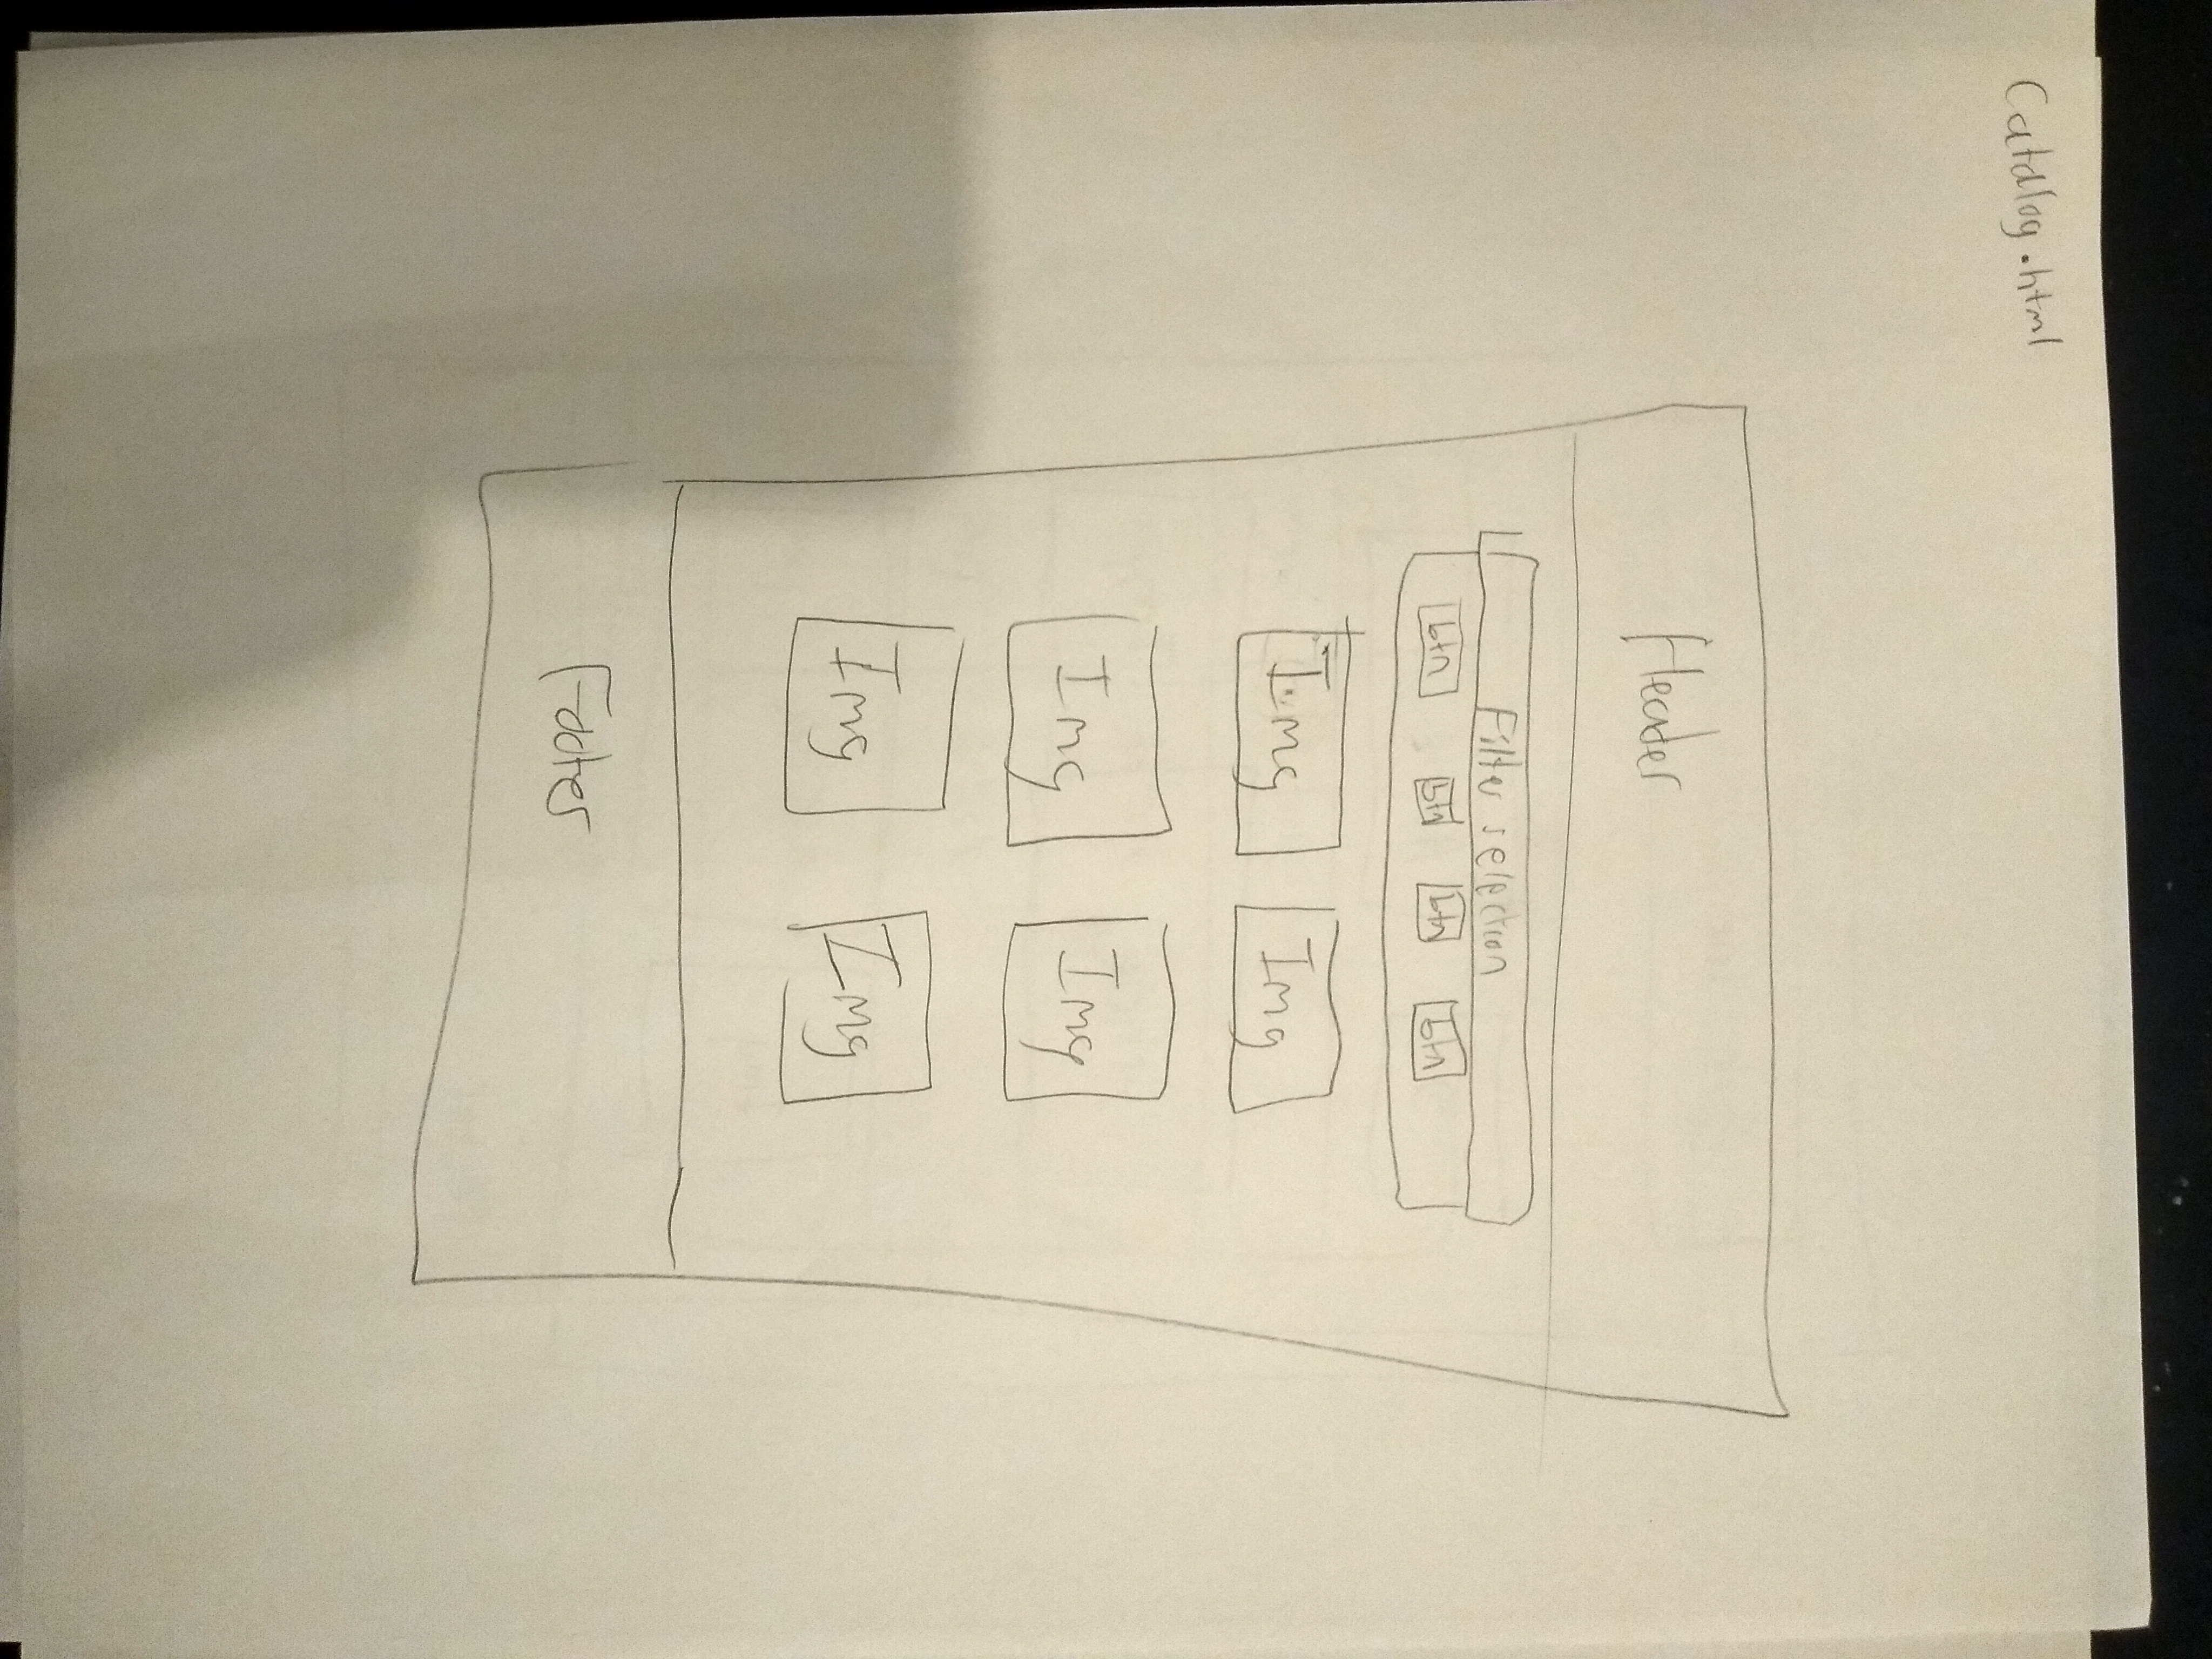 Catalog.html
Header
Filter selection
btn btn btn btn
Img Img
Img Img
Img Img
Footer